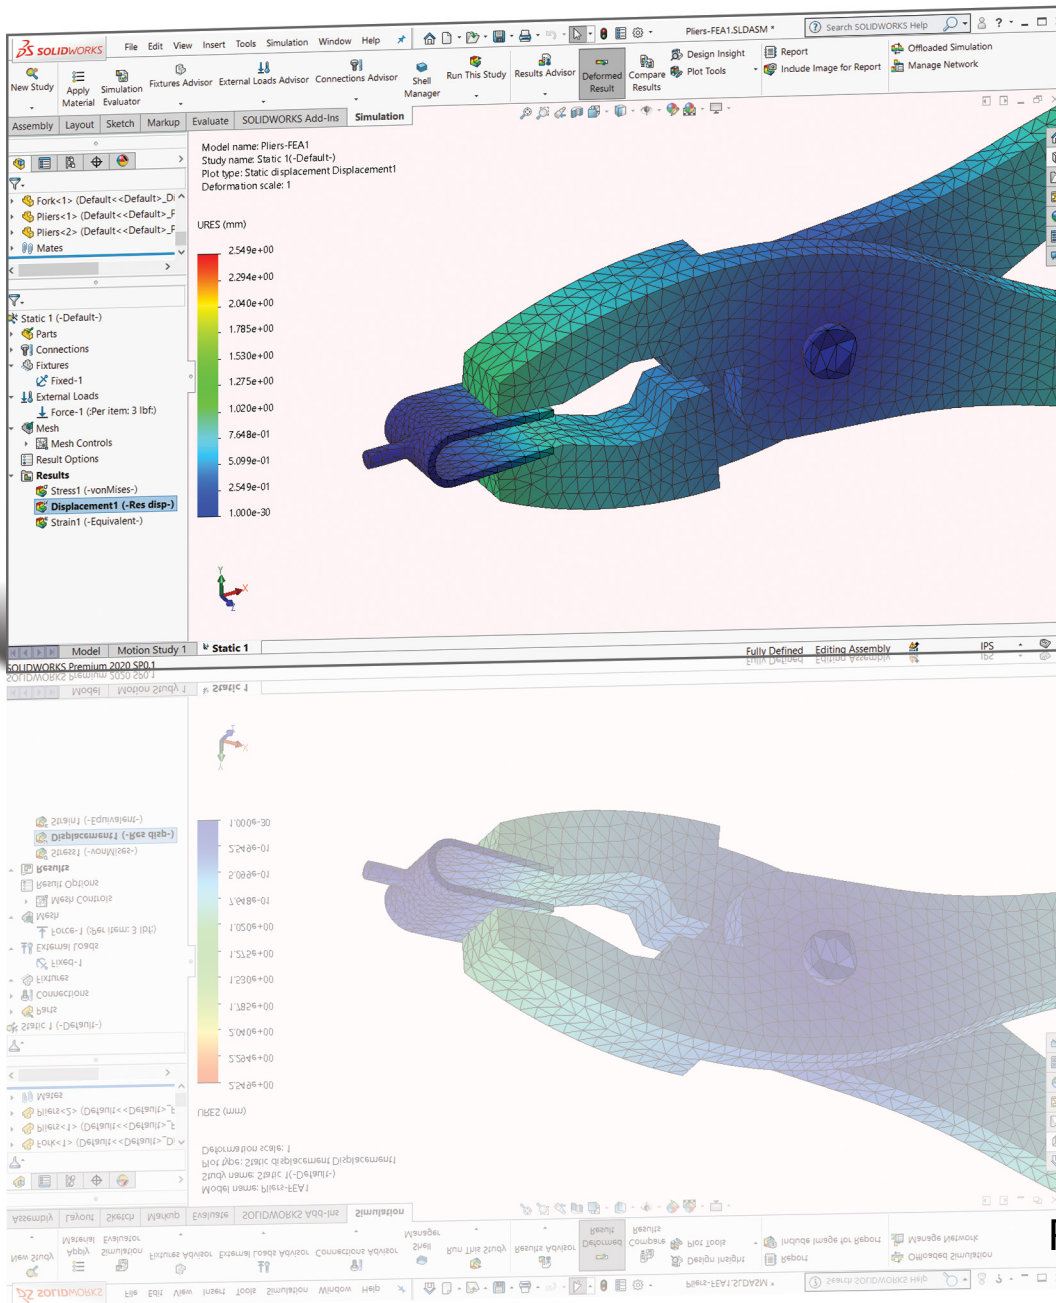 SOLIDWORKS File Edit View Insert Tools Simulation Window Help Pliers-FEA1.SLDASM * Search SOLIDWORKS Help ?
New Study Apply Material Simulation Evaluator Fixtures Advisor External Loads Advisor Connections Advisor Shell Manager Run This Study Results Advisor Deformed Result Compare Results Design Insight Plot Tools Report Include Image for Report Offloaded Simulation Manage Network
Assembly Layout Sketch Markup Evaluate SOLIDWORKS Add-Ins Simulation
Fork<1> (Default<<Default>_Di
Pliers<1> (Default<<Default>_F
Pliers<2> (Default<<Default>_F
Mates
Static 1 (-Default-)
Parts
Connections
Fixtures
Fixed-1
External Loads
Force-1 (:Per item: 3 lbf:)
Mesh
Mesh Controls
Result Options
Results
Stress1 (-vonMises-)
Displacement1 (-Res disp-)
Strain1 (-Equivalent-)
Model name: Pliers-FEA1
Study name: Static 1(-Default-)
Plot type: Static displacement Displacement1
Deformation scale: 1
URES (mm)
2.549e+00
2.294e+00
2.040e+00
1.785e+00
1.530e+00
1.275e+00
1.020e+00
7.648e-01
5.099e-01
2.549e-01
1.000e-30
Y
X
Z
Model Motion Study 1 Static 1
SOLIDWORKS Premium 2020 SP0.1 Fully Defined Editing Assembly IPS